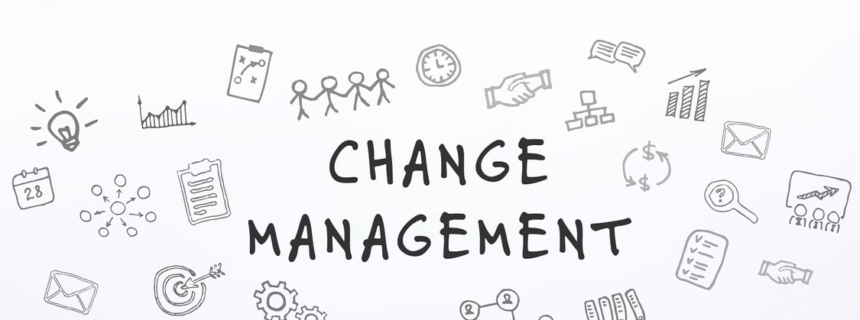 CHANGE
MANAGEMENT
28
$
$
?